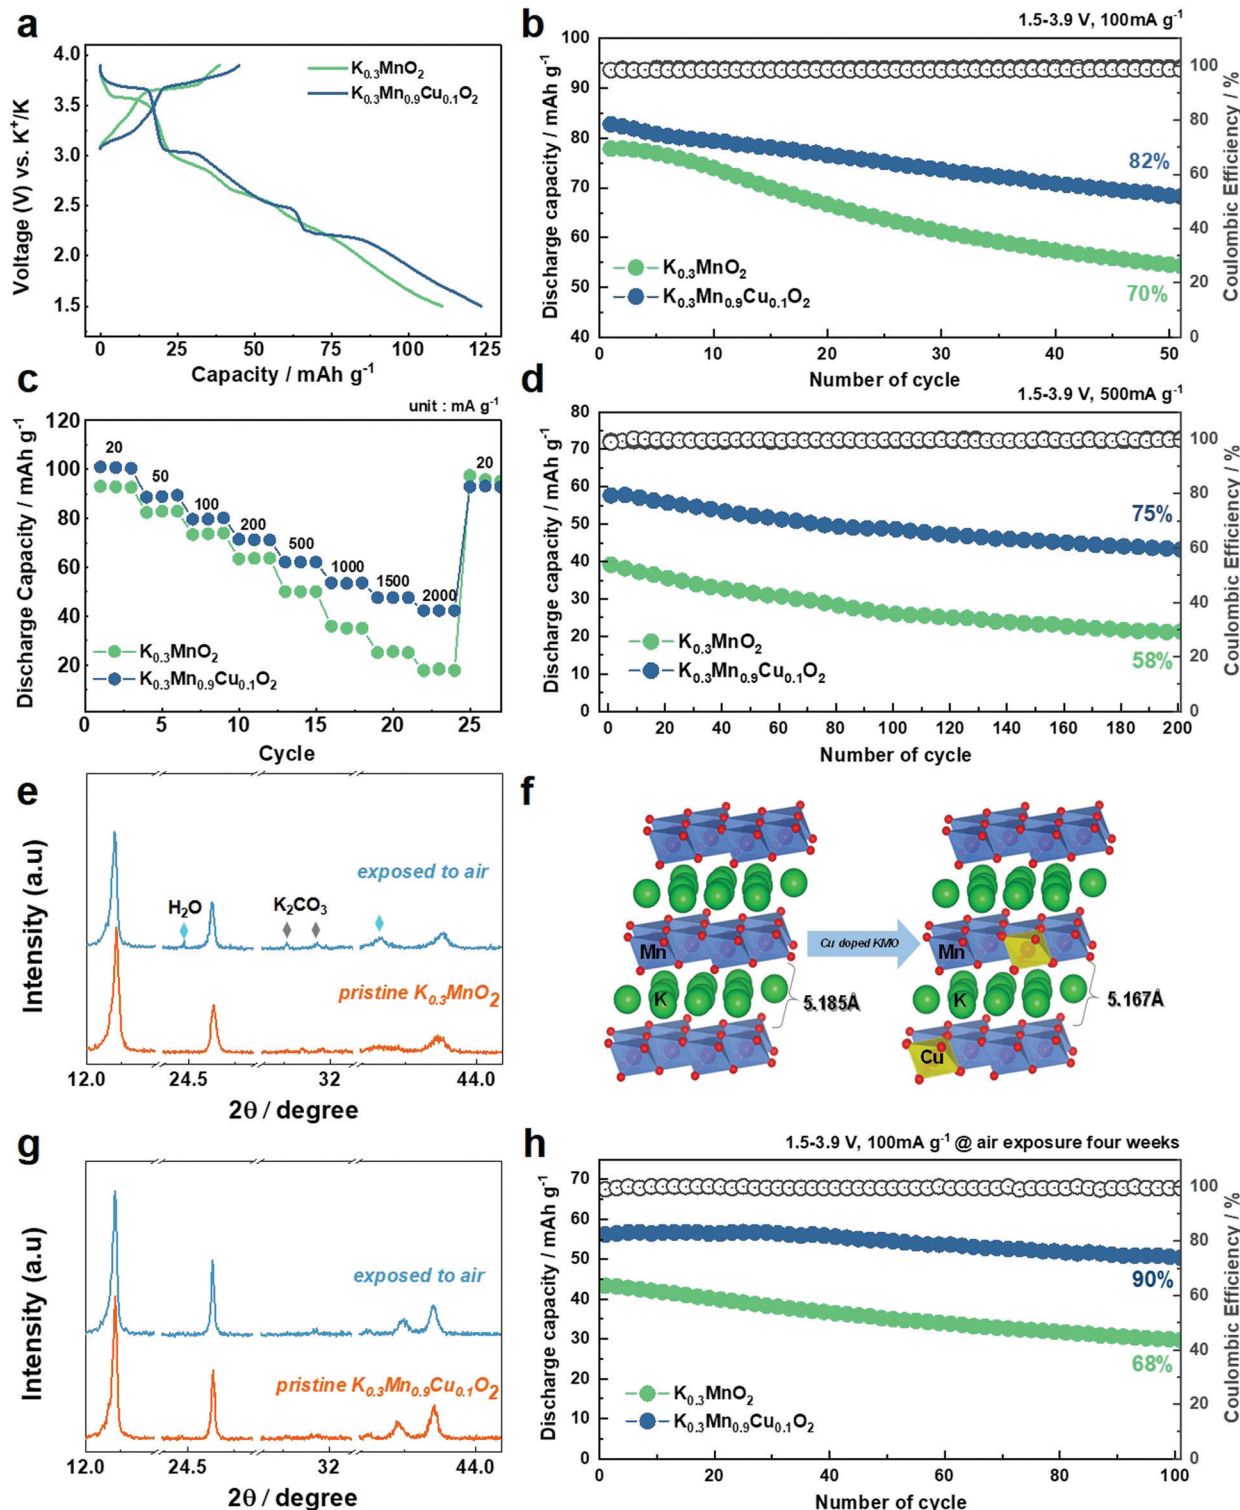 a
4.0
3.5
3.0
2.5
2.0
1.5
Voltage (V) vs. K⁺/K
K₀.₃MnO₂
K₀.₃Mn₀.₉Cu₀.₁O₂
0 25 50 75 100 125
Capacity / mAh g⁻¹
b
1.5-3.9 V, 100mA g⁻¹
100
90
80
70
60
50
40
Discharge capacity / mAh g⁻¹
82%
70%
K₀.₃MnO₂
K₀.₃Mn₀.₉Cu₀.₁O₂
100
80
60
40
20
0
Coulombic Efficiency / %
0 10 20 30 40 50
Number of cycle
c
unit : mA g⁻¹
120
100
80
60
40
20
Discharge Capacity / mAh g⁻¹
20
50
100
200
500
1000
1500
2000
20
K₀.₃MnO₂
K₀.₃Mn₀.₉Cu₀.₁O₂
0 5 10 15 20 25
Cycle
d
1.5-3.9 V, 500mA g⁻¹
80
70
60
50
40
30
20
10
0
Discharge capacity / mAh g⁻¹
75%
58%
K₀.₃MnO₂
K₀.₃Mn₀.₉Cu₀.₁O₂
100
80
60
40
20
0
Coulombic Efficiency / %
0 20 40 60 80 100 120 140 160 180 200
Number of cycle
e
Intensity (a.u)
exposed to air
H₂O
K₂CO₃
pristine K₀.₃MnO₂
12.0 24.5 32 44.0
2θ / degree
f
Mn
K
5.185Å
Cu doped KMO
Mn
K
Cu
5.167Å
g
Intensity (a.u)
exposed to air
pristine K₀.₃Mn₀.₉Cu₀.₁O₂
12.0 24.5 32 44.0
2θ / degree
h
1.5-3.9 V, 100mA g⁻¹ @ air exposure four weeks
70
60
50
40
30
20
10
0
Discharge capacity / mAh g⁻¹
90%
68%
K₀.₃MnO₂
K₀.₃Mn₀.₉Cu₀.₁O₂
100
80
60
40
20
0
Coulombic Efficiency / %
0 20 40 60 80 100
Number of cycle